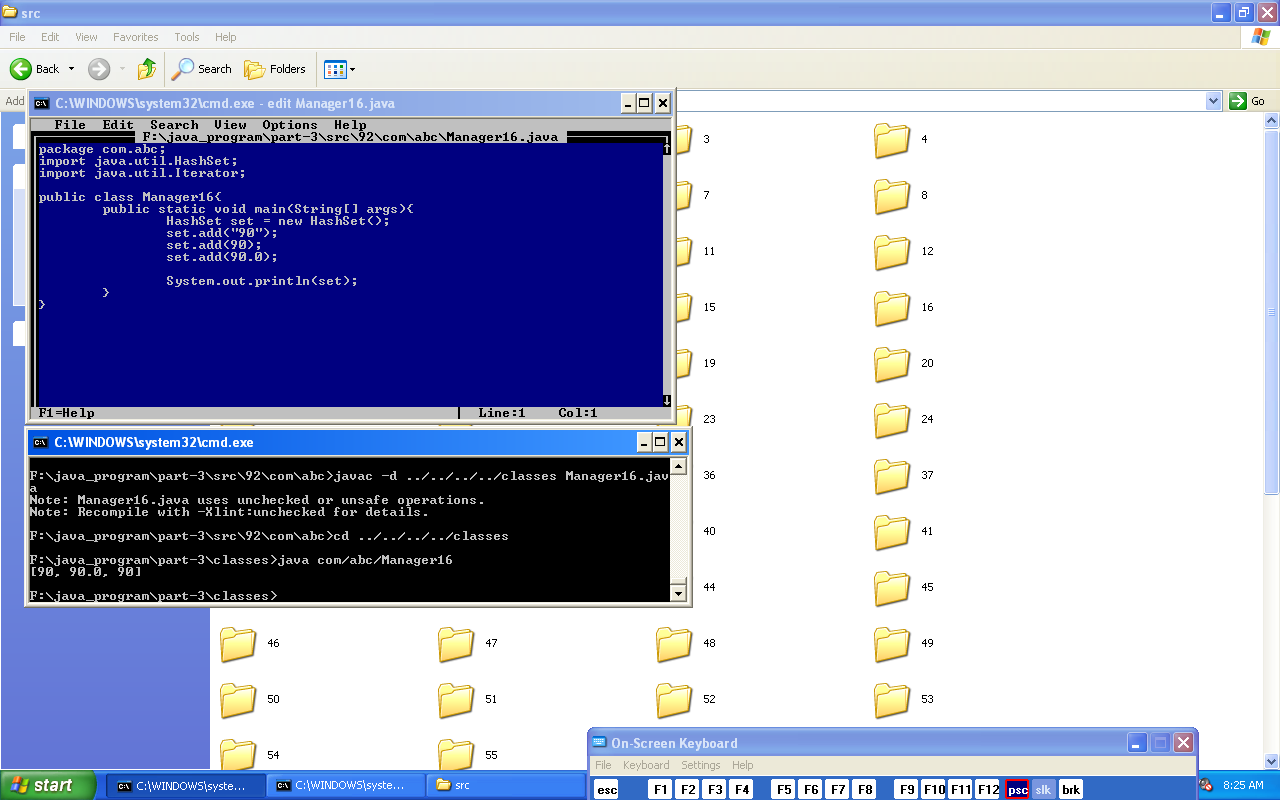 src
File Edit View Favorites Tools Help
Back Search Folders
Add
Go
C:\WINDOWS\system32\cmd.exe - edit Manager16.java
File Edit Search View Options Help
F:\java_program\part-3\src\92\com\abc\Manager16.java
package com.abc;
import java.util.HashSet;
import java.util.Iterator;
public class Manager16{
public static void main(String[] args){
HashSet set = new HashSet();
set.add("90");
set.add(90);
set.add(90.0);
System.out.println(set);
}
}
F1=Help Line:1 Col:1
C:\WINDOWS\system32\cmd.exe
F:\java_program\part-3\src\92\com\abc>javac -d ../../../../classes Manager16.jav
a
Note: Manager16.java uses unchecked or unsafe operations.
Note: Recompile with -Xlint:unchecked for details.
F:\java_program\part-3\src\92\com\abc>cd ../../../../classes
F:\java_program\part-3\classes>java com/abc/Manager16
[90, 90.0, 90]
F:\java_program\part-3\classes>
3 4
7 8
11 12
15 16
19 20
23 24
36 37
40 41
44 45
46 47 48 49
50 51 52 53
54 55
On-Screen Keyboard
File Keyboard Settings Help
esc F1 F2 F3 F4 F5 F6 F7 F8 F9 F10 F11 F12 psc slk brk
start C:\WINDOWS\syste... C:\WINDOWS\syste... src 8:25 AM